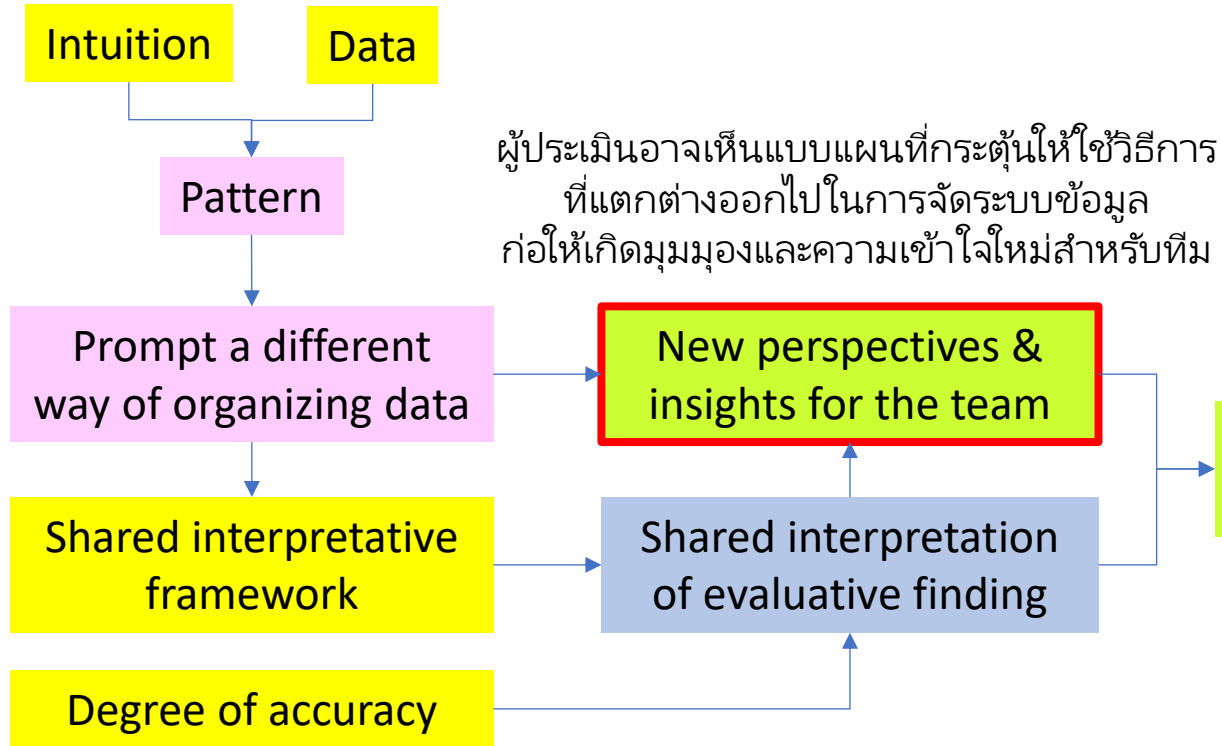 Intuition
Data
Pattern
ผู้ประเมินอาจเห็นแบบแผนที่กระตุ้นให้ใช้วิธีการ
ที่แตกต่างออกไปในการจัดระบบข้อมูล
ก่อให้เกิดมุมมองและความเข้าใจใหม่สำหรับทีม
Prompt a different
way of organizing data
New perspectives &
insights for the team
Shared interpretative
framework
Shared interpretation
of evaluative finding
Degree of accuracy